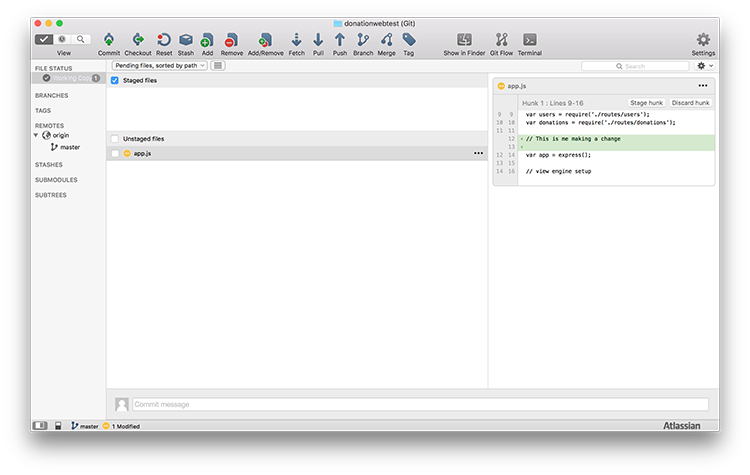 donationwebtest (Git)
View Commit Checkout Reset Stash Add Remove Add/Remove Fetch Pull Push Branch Merge Tag Show in Finder Git Flow Terminal Settings
FILE STATUS
Working Copy 1
BRANCHES
TAGS
REMOTES
origin
master
STASHES
SUBMODULES
SUBTREES
Pending files, sorted by path
Search
Staged files
Unstaged files
app.js
app.js
Hunk 1 : Lines 9-16
Stage hunk Discard hunk
9 9 var users = require('./routes/users');
10 10 var donations = require('./routes/donations');
11 11
12 + // This is me making a change
13 +
12 14 var app = express();
13 15
14 16 // view engine setup
Commit message
master 1 Modified
Atlassian